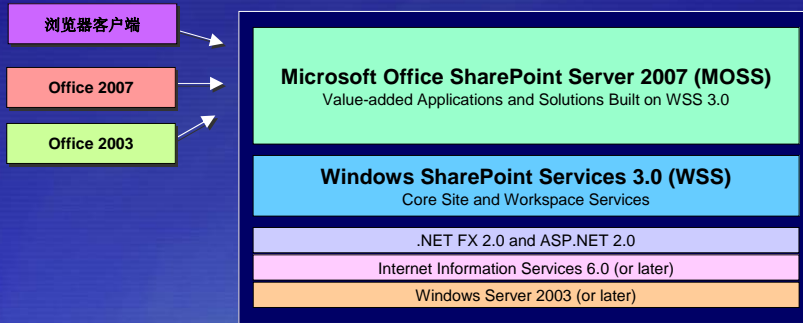 浏览器客户端
Office 2007
Office 2003
Microsoft Office SharePoint Server 2007 (MOSS)
Value-added Applications and Solutions Built on WSS 3.0
Windows SharePoint Services 3.0 (WSS)
Core Site and Workspace Services
.NET FX 2.0 and ASP.NET 2.0
Internet Information Services 6.0 (or later)
Windows Server 2003 (or later)